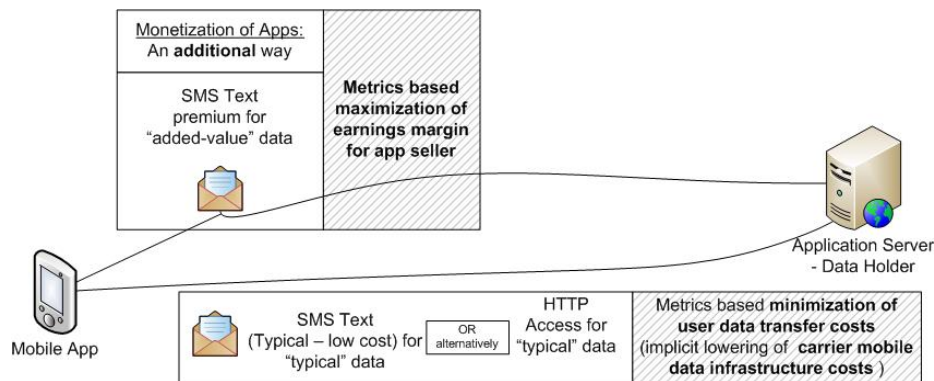 Monetization of Apps:
An additional way
SMS Text
premium for
“added-value” data
Metrics based
maximization of
earnings margin
for app seller
Application Server
- Data Holder
Mobile App
SMS Text
(Typical – low cost) for
“typical” data
OR
alternatively
HTTP
Access for
“typical” data
Metrics based minimization of
user data transfer costs
(implicit lowering of carrier mobile
data infrastructure costs )